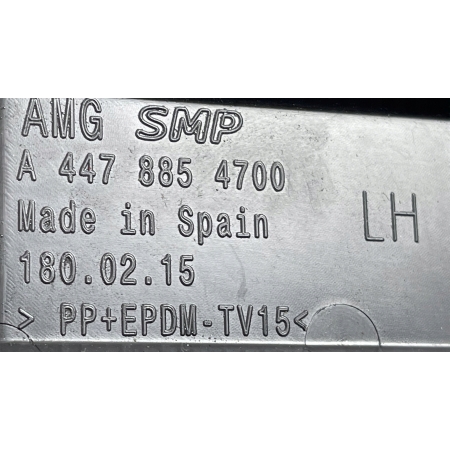 AMG SMP
A 447 885 4700
Made in Spain
LH
180.02.15
> PP+EPDM-TV15<